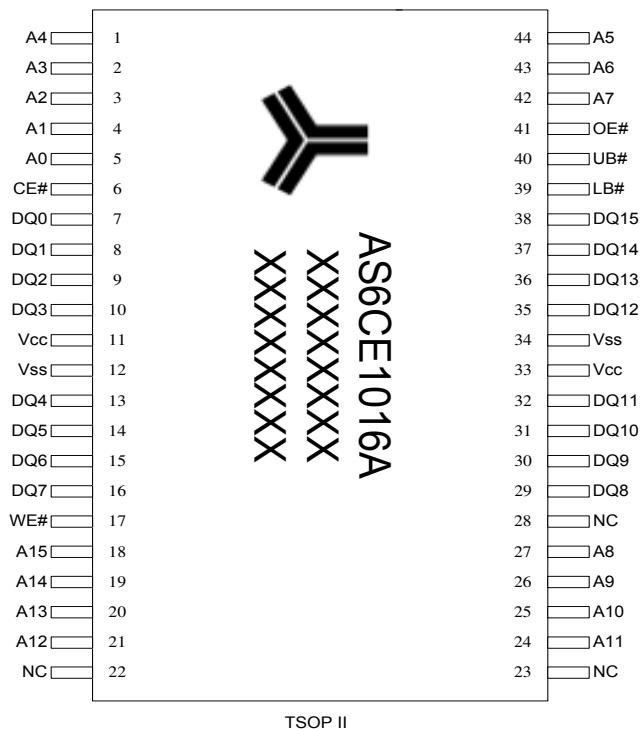 A4 1 44 A5
A3 2 43 A6
A2 3 42 A7
A1 4 41 OE#
A0 5 40 UB#
CE# 6 39 LB#
DQ0 7 38 DQ15
DQ1 8 37 DQ14
DQ2 9 36 DQ13
DQ3 10 35 DQ12
Vcc 11 34 Vss
Vss 12 33 Vcc
DQ4 13 32 DQ11
DQ5 14 31 DQ10
DQ6 15 30 DQ9
DQ7 16 29 DQ8
WE# 17 28 NC
A15 18 27 A8
A14 19 26 A9
A13 20 25 A10
A12 21 24 A11
NC 22 23 NC
AS6CE1016A
XXXXXXXX
XXXXXXXX
TSOP II